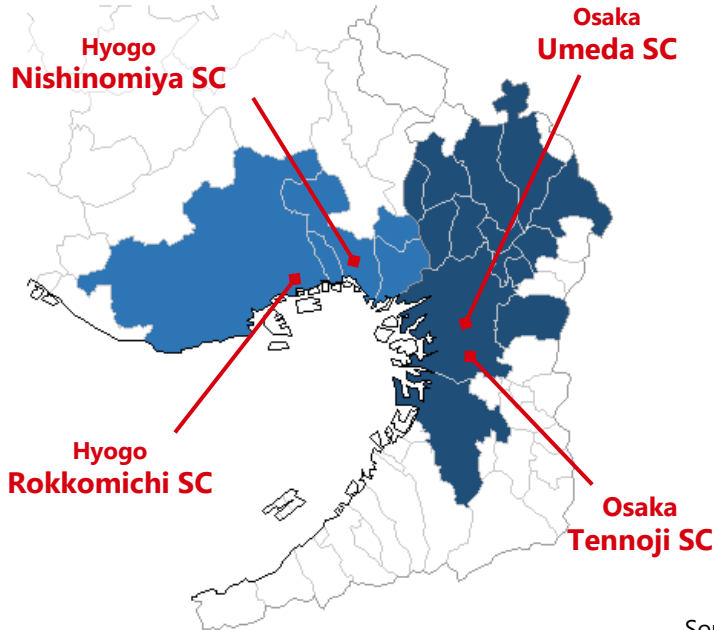 Osaka
Umeda SC
Hyogo
Nishinomiya SC
Hyogo
Rokkomichi SC
Osaka
Tennoji SC